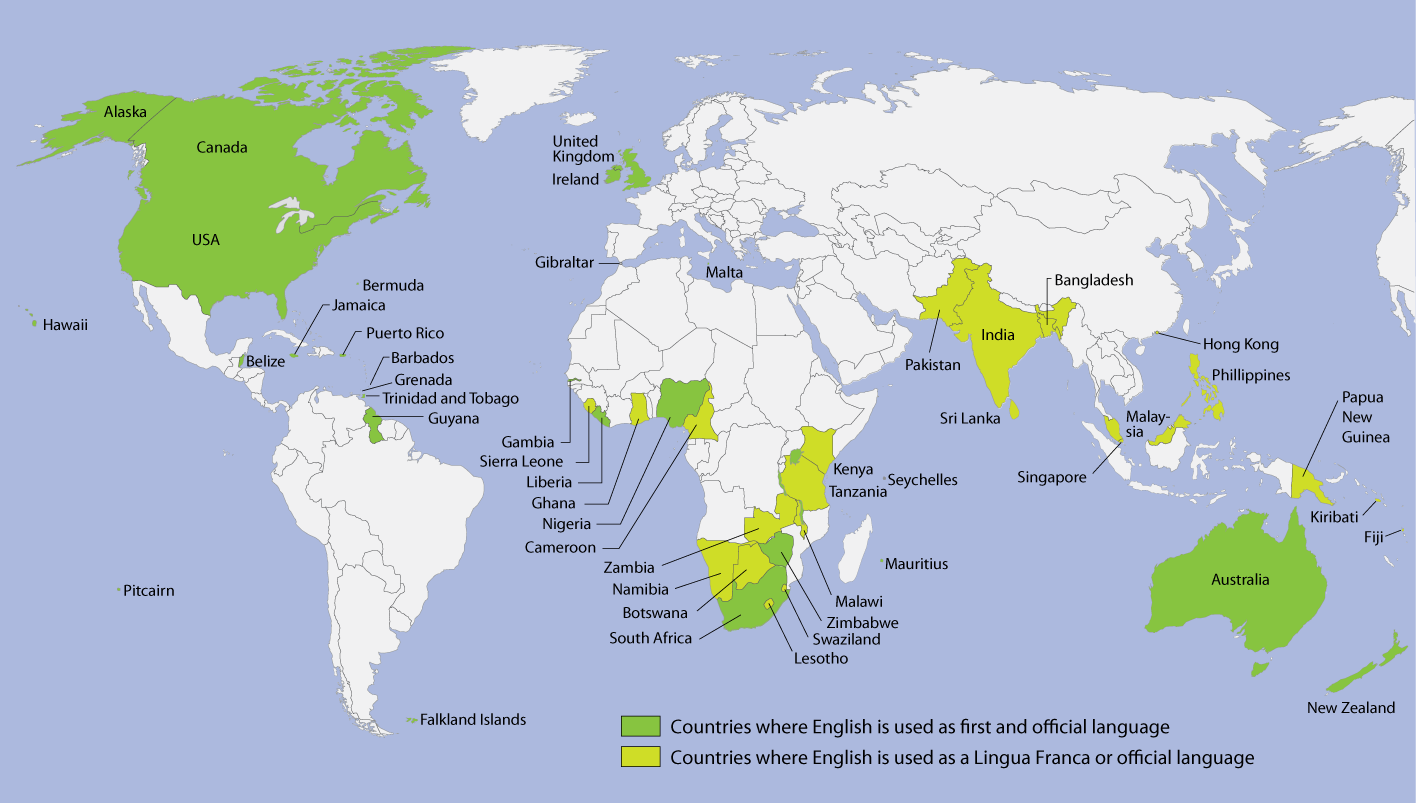 Alaska
Canada
USA
Hawaii
Bermuda
Jamaica
Puerto Rico
Belize
Barbados
Grenada
Trinidad and Tobago
Guyana
Pitcairn
Falkland Islands
United
Kingdom
Ireland
Gibraltar
Malta
Gambia
Sierra Leone
Liberia
Ghana
Nigeria
Cameroon
Zambia
Namibia
Botswana
South Africa
Kenya
Tanzania
Seychelles
Mauritius
Malawi
Zimbabwe
Swaziland
Lesotho
Bangladesh
India
Pakistan
Sri Lanka
Hong Kong
Phillippines
Malay-
sia
Singapore
Papua
New
Guinea
Kiribati
Fiji
Australia
New Zealand
Countries where English is used as first and official language
Countries where English is used as a Lingua Franca or official language